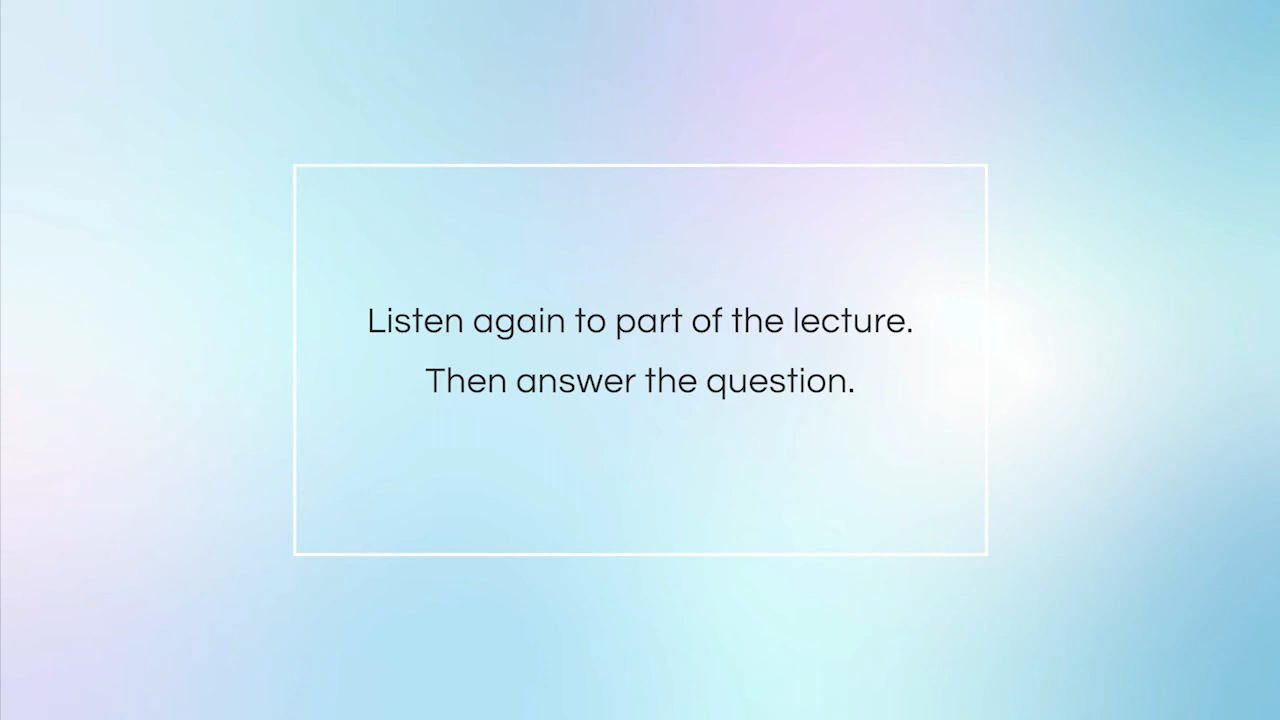 Listen again to part of the lecture.
Then answer the question.